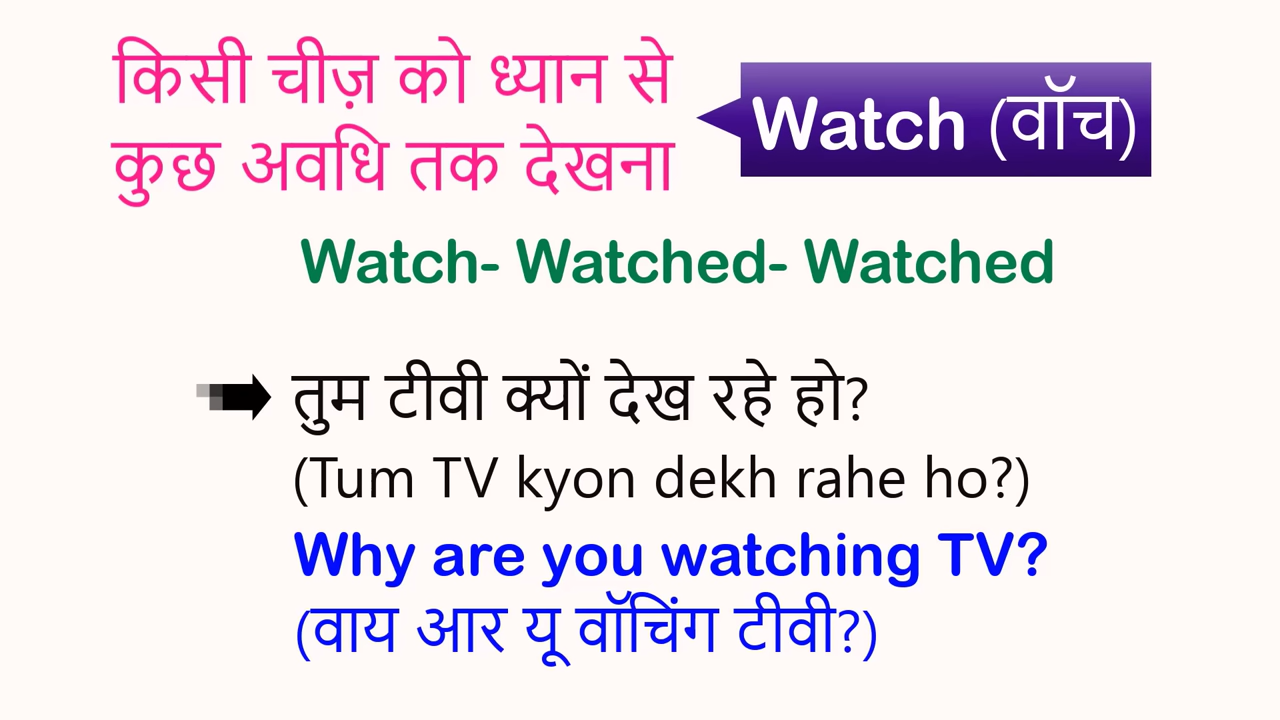 किसी चीज़ को ध्यान से
कुछ अवधि तक देखना
Watch (वॉच)
Watch- Watched- Watched
तुम टीवी क्यों देख रहे हो?
(Tum TV kyon dekh rahe ho?)
Why are you watching TV?
(वाय आर यू वॉचिंग टीवी?)